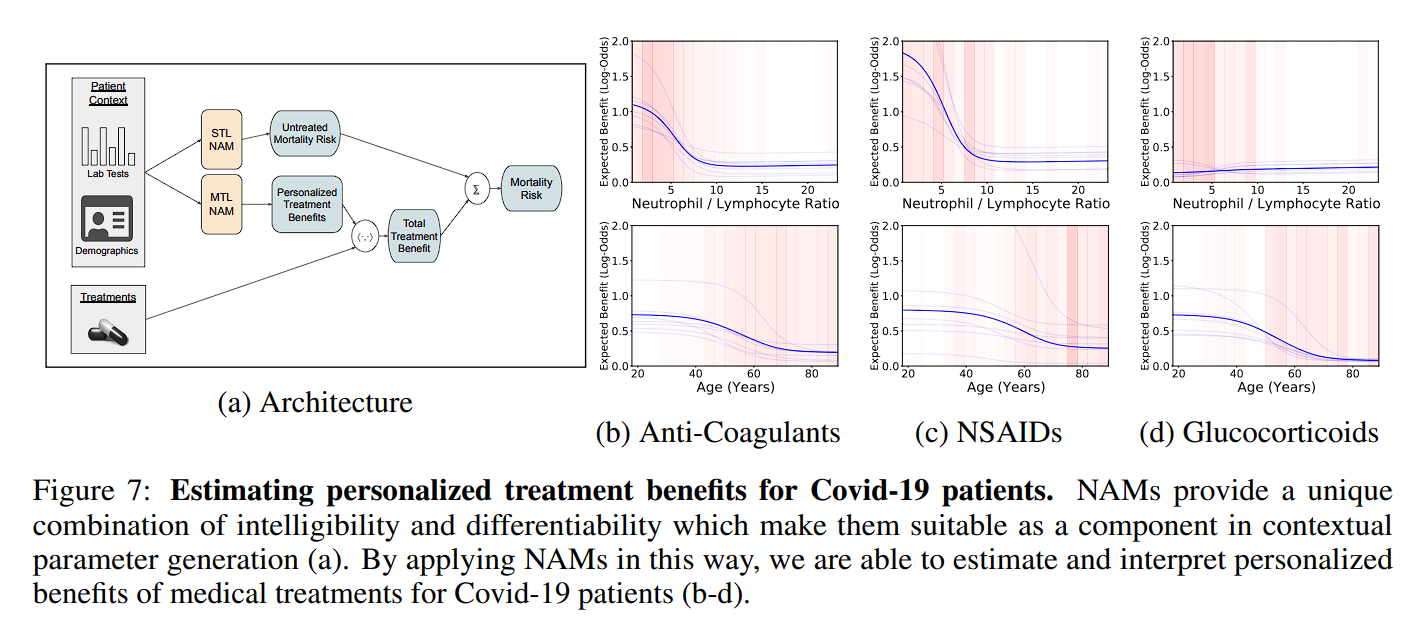 Patient
Context
Lab Tests
Demographics
Treatments
STL
NAM
MTL
NAM
Untreated
Mortality Risk
Personalized
Treatment
Benefits
⟨·,·⟩
Total
Treatment
Benefit
Σ
Mortality
Risk
(a) Architecture
Expected Benefit (Log-Odds)
2.0
1.5
1.0
0.5
0.0
5
10
15
20
Neutrophil / Lymphocyte Ratio
Expected Benefit (Log-Odds)
2.0
1.5
1.0
0.5
0.0
20
40
60
80
Age (Years)
(b) Anti-Coagulants
Expected Benefit (Log-Odds)
2.0
1.5
1.0
0.5
0.0
5
10
15
20
Neutrophil / Lymphocyte Ratio
Expected Benefit (Log-Odds)
2.0
1.5
1.0
0.5
0.0
20
40
60
80
Age (Years)
(c) NSAIDs
Expected Benefit (Log-Odds)
2.0
1.5
1.0
0.5
0.0
5
10
15
20
Neutrophil / Lymphocyte Ratio
Expected Benefit (Log-Odds)
2.0
1.5
1.0
0.5
0.0
20
40
60
80
Age (Years)
(d) Glucocorticoids
Figure 7: Estimating personalized treatment benefits for Covid-19 patients. NAMs provide a unique
combination of intelligibility and differentiability which make them suitable as a component in contextual
parameter generation (a). By applying NAMs in this way, we are able to estimate and interpret personalized
benefits of medical treatments for Covid-19 patients (b-d).